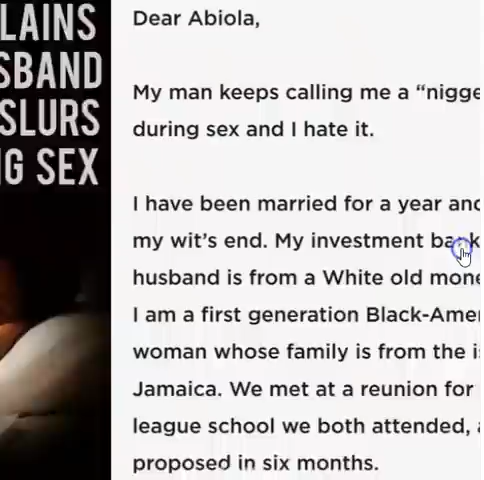 LAINS
SBAND
SLURS
G SEX
Dear Abiola,
My man keeps calling me a “nigge
during sex and I hate it.
I have been married for a year and
my wit’s end. My investment bank
husband is from a White old mone
I am a first generation Black-Amer
woman whose family is from the is
Jamaica. We met at a reunion for
league school we both attended, a
proposed in six months.